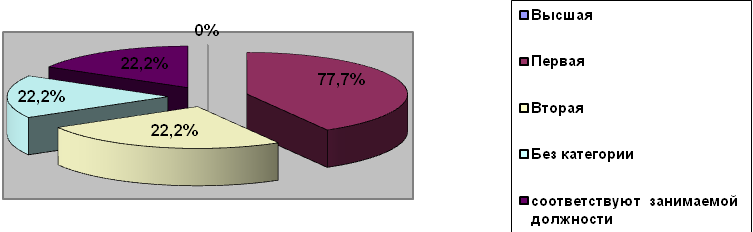 0%
22,2%
77,7%
22,2%
22,2%
Высшая
Первая
Вторая
Без категории
соответствуют занимаемой
должности